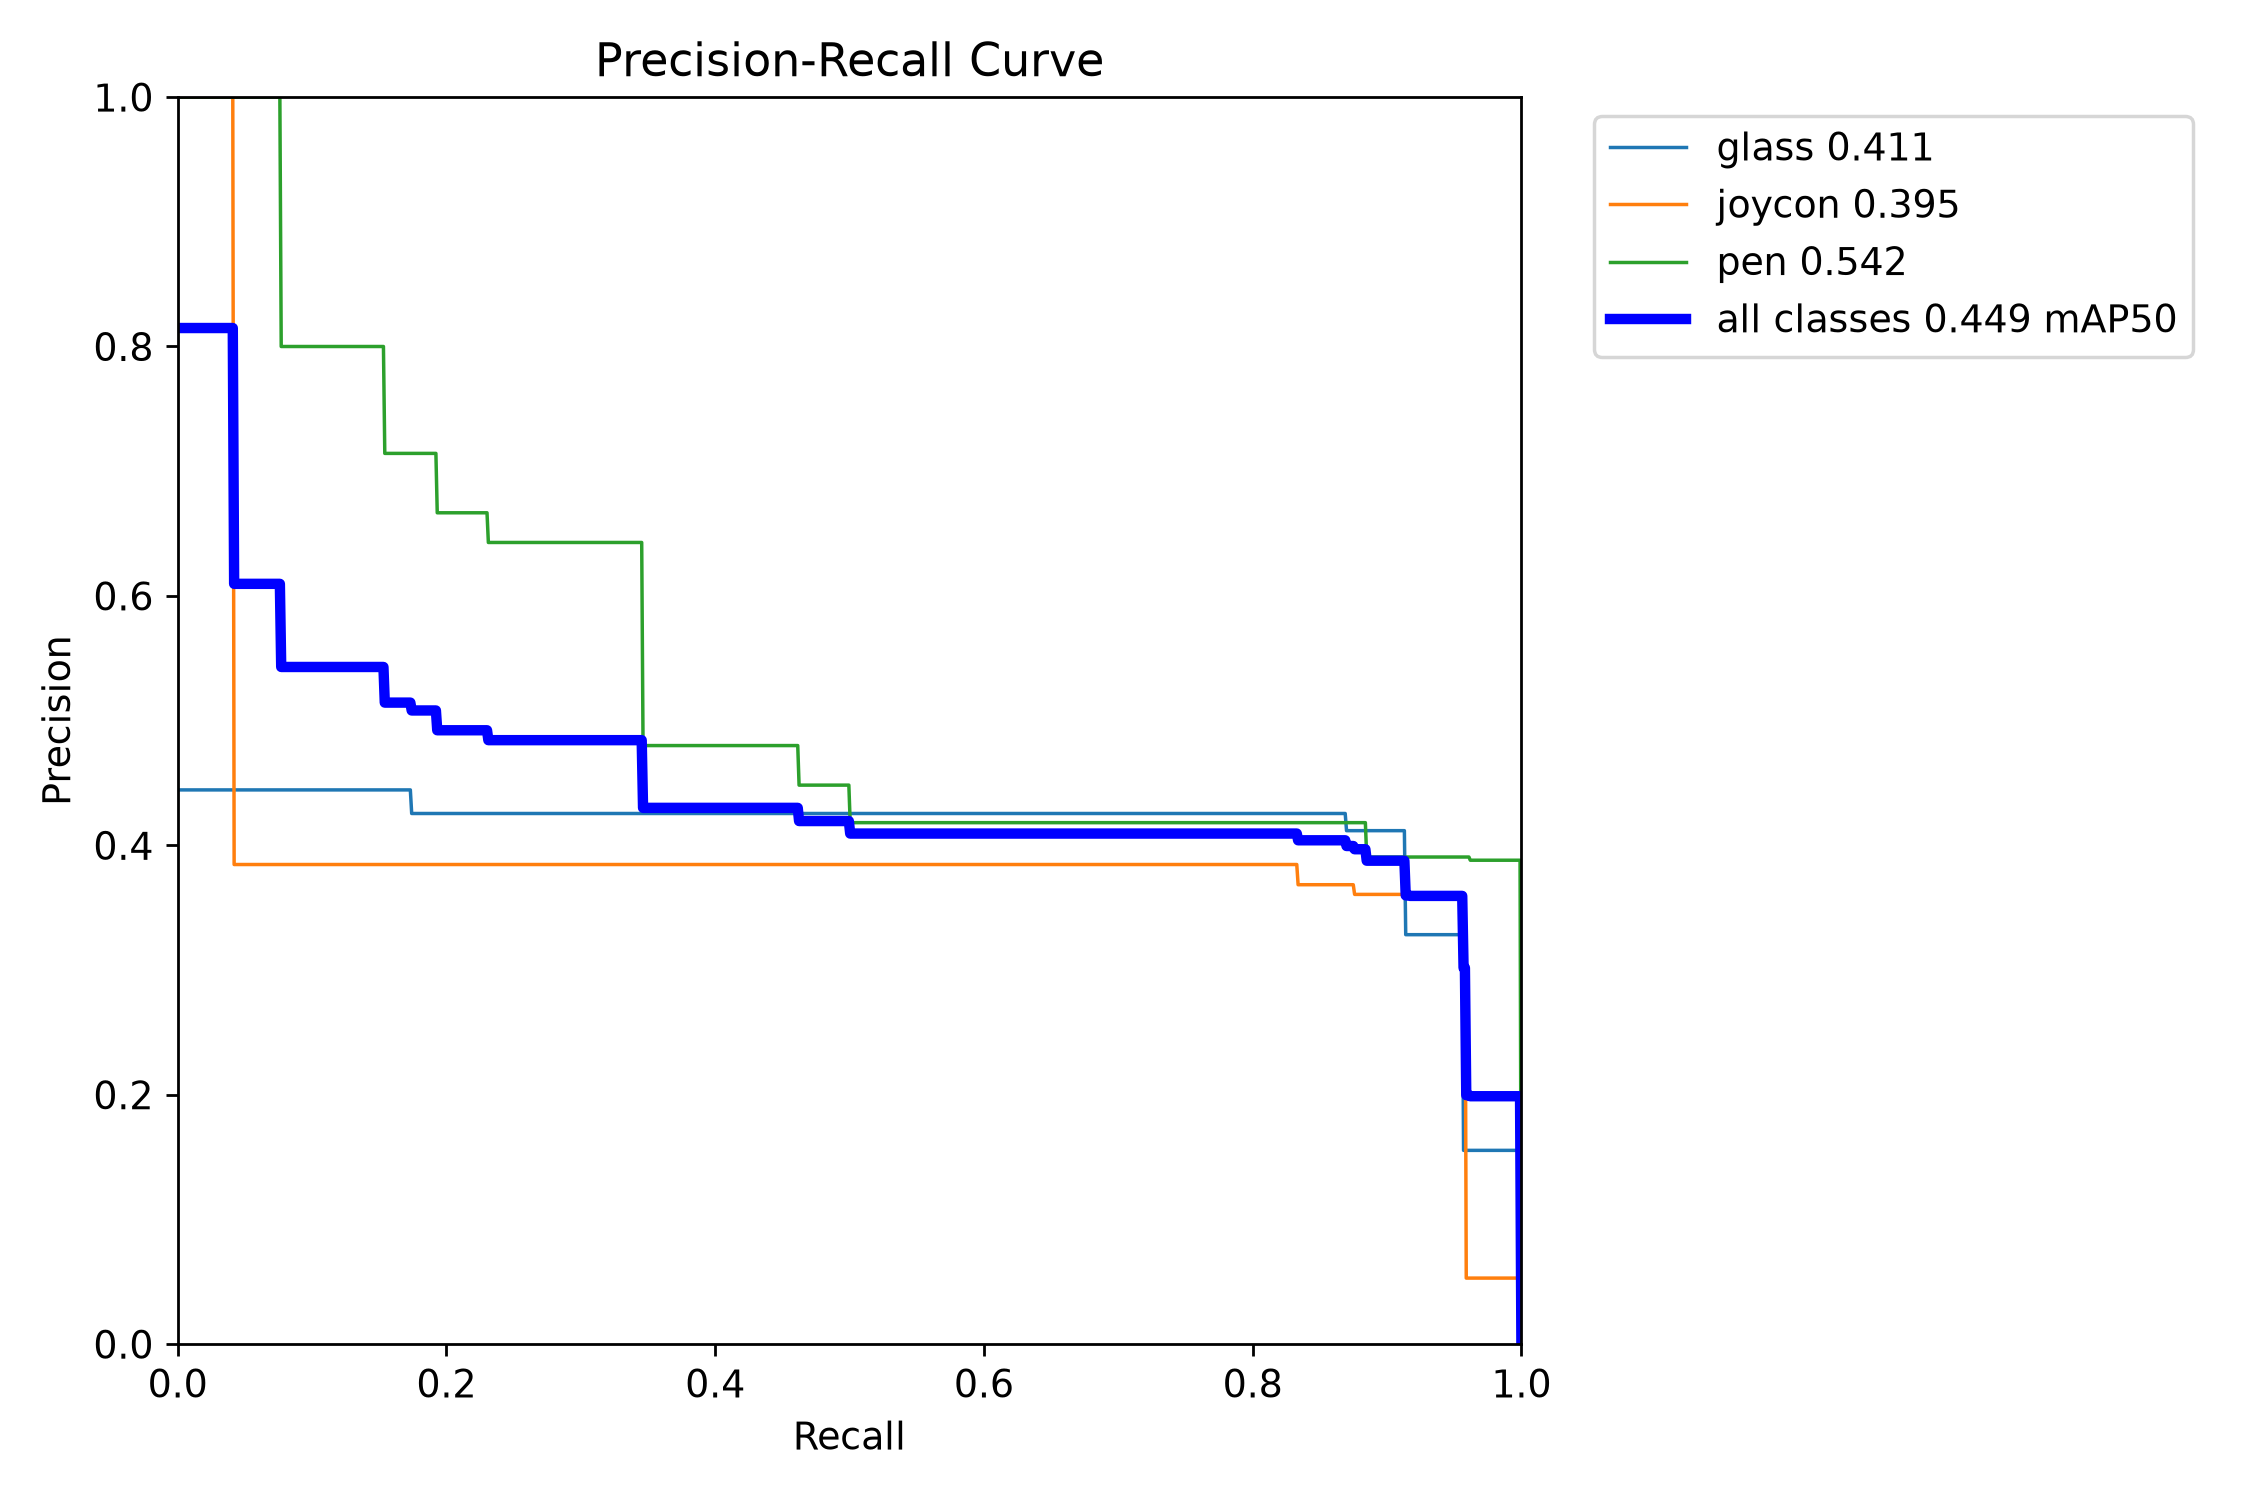 Precision-Recall Curve
1.0
0.8
0.6
0.4
0.2
0.0
Precision
0.0 0.2 0.4 0.6 0.8 1.0
Recall
glass 0.411
joycon 0.395
pen 0.542
all classes 0.449 mAP50